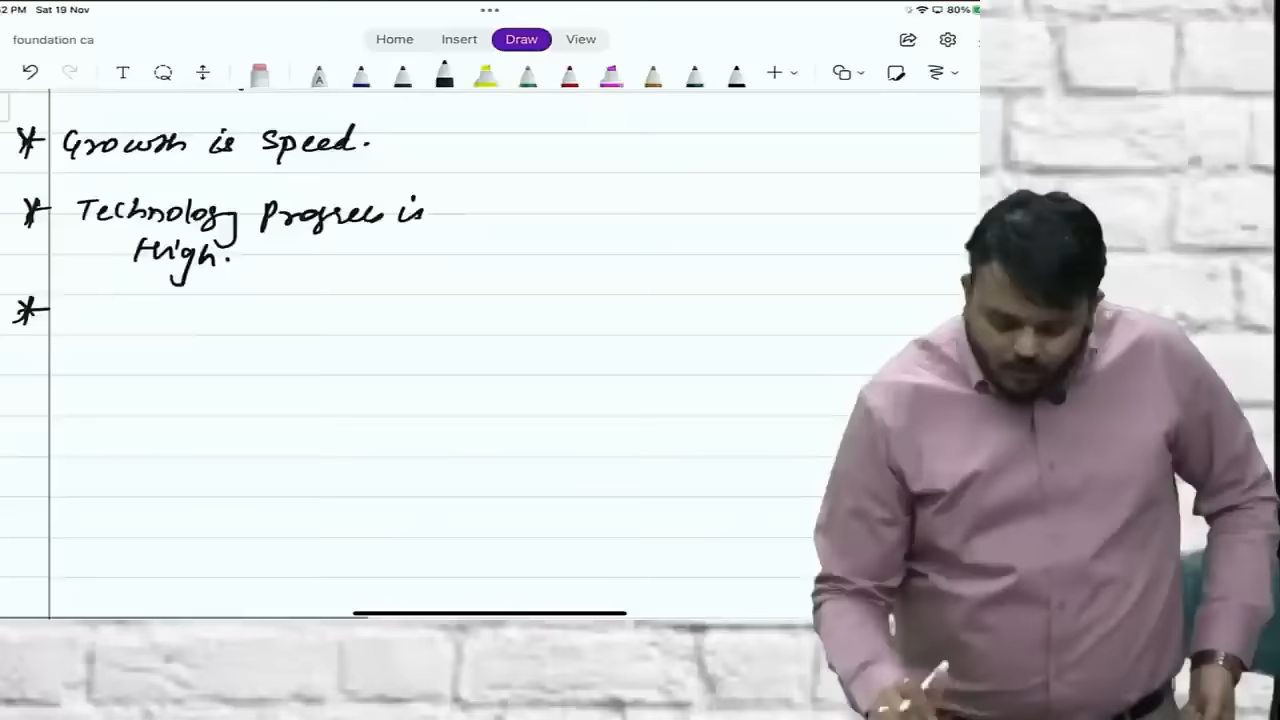 2 PM Sat 19 Nov
80%
foundation ca
Home Insert Draw View
T
A
* Growth is Speed.
* Technology Progress is
High.
*